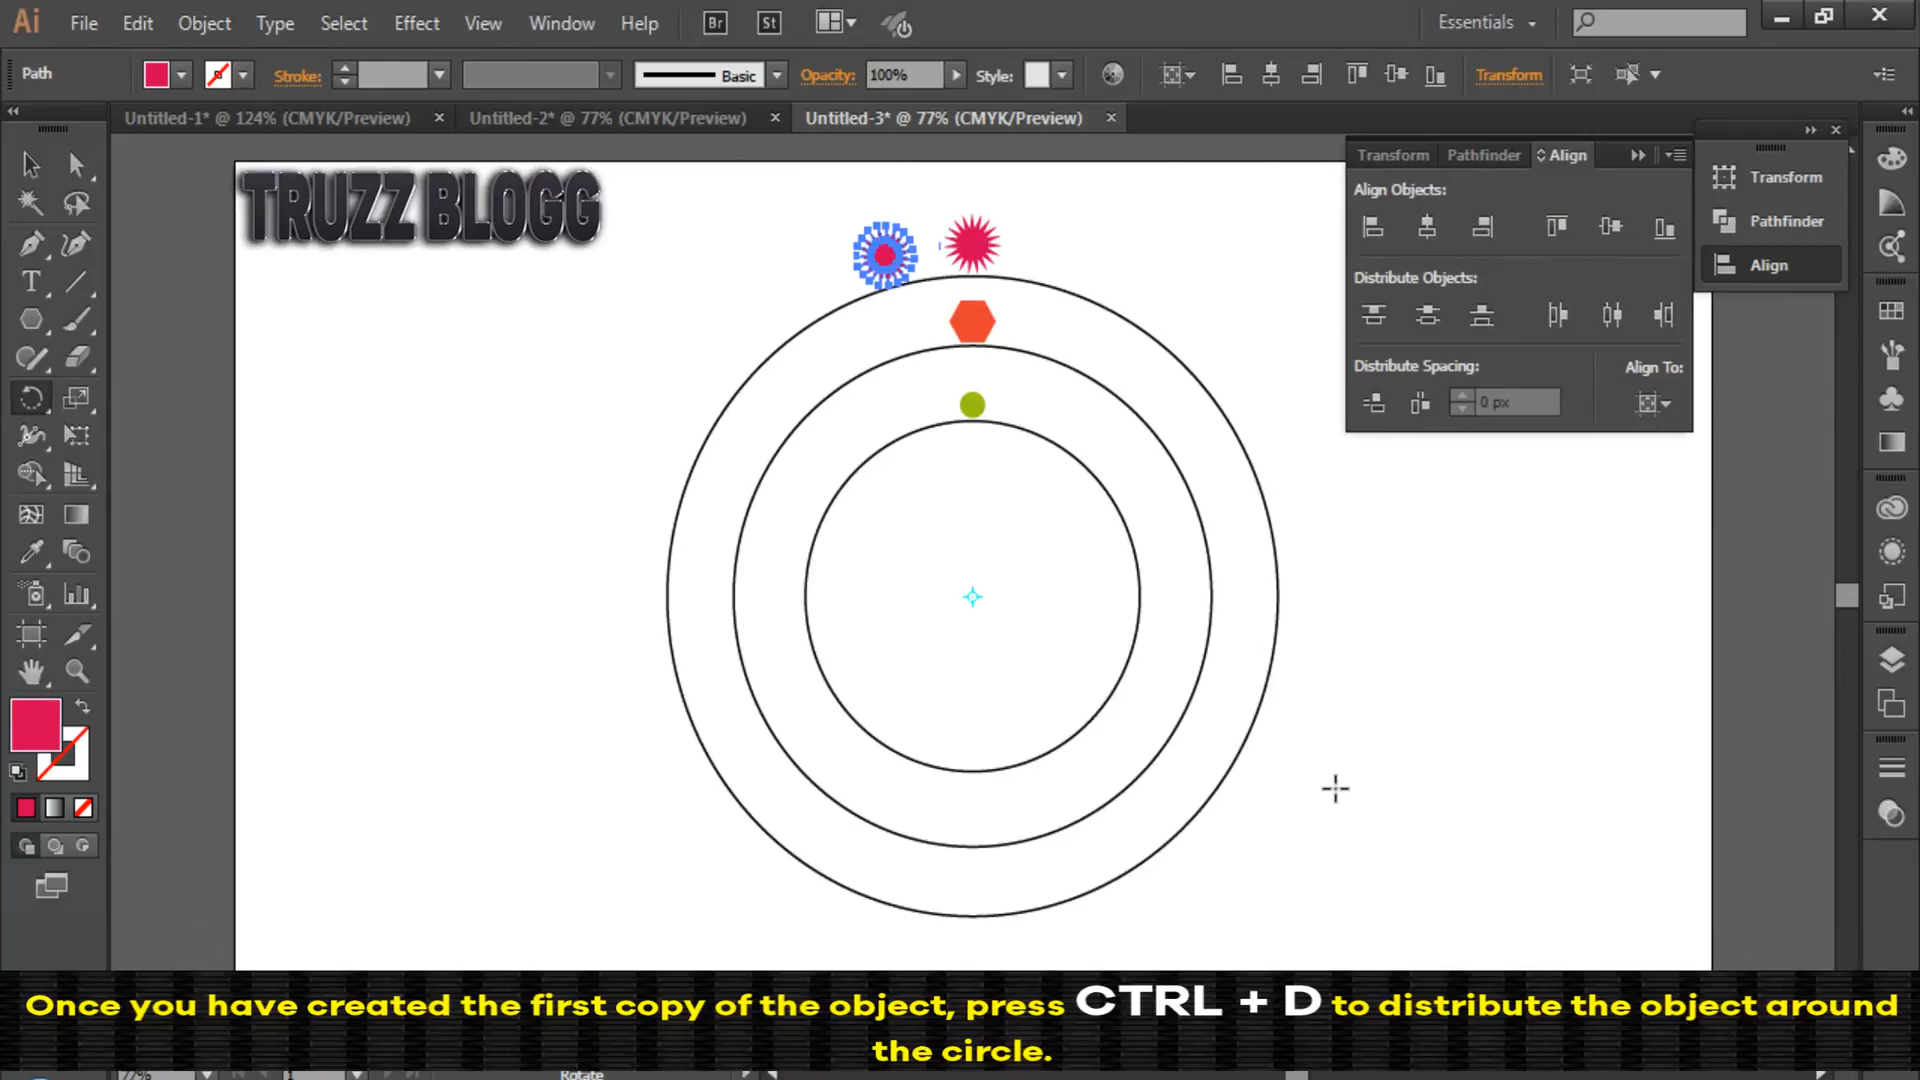 Ai File Edit Object Type Select Effect View Window Help Br St Essentials
Path Stroke: Basic Opacity: 100% Style: Transform
Untitled-1* @ 124% (CMYK/Preview) × Untitled-2* @ 77% (CMYK/Preview) × Untitled-3* @ 77% (CMYK/Preview) ×
Transform Pathfinder Align
Align Objects:
Distribute Objects:
Distribute Spacing: Align To:
0 px
Transform
Pathfinder
Align
TRUZZ BLOGG
Once you have created the first copy of the object, press CTRL + D to distribute the object around
the circle.
77% 1 Rotate